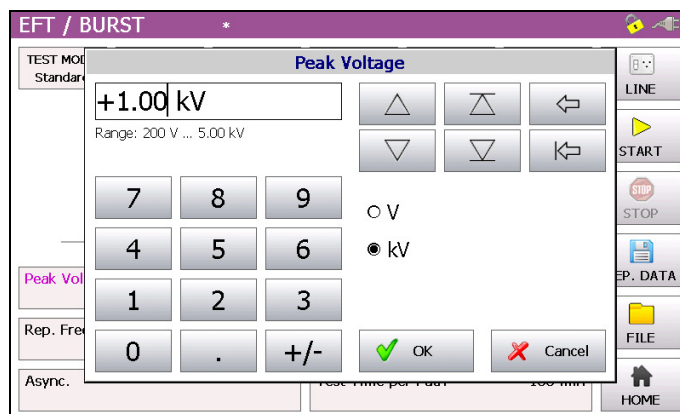 EFT / BURST *
TEST MOD
Standard
Peak Voltage
+1.00 kV
Range: 200 V ... 5.00 kV
7 8 9
4 5 6
1 2 3
0 . +/-
V
kV
OK
Cancel
Peak Vol
Rep. Fre
Async.
LINE
START
STOP
STOP
EP. DATA
FILE
HOME